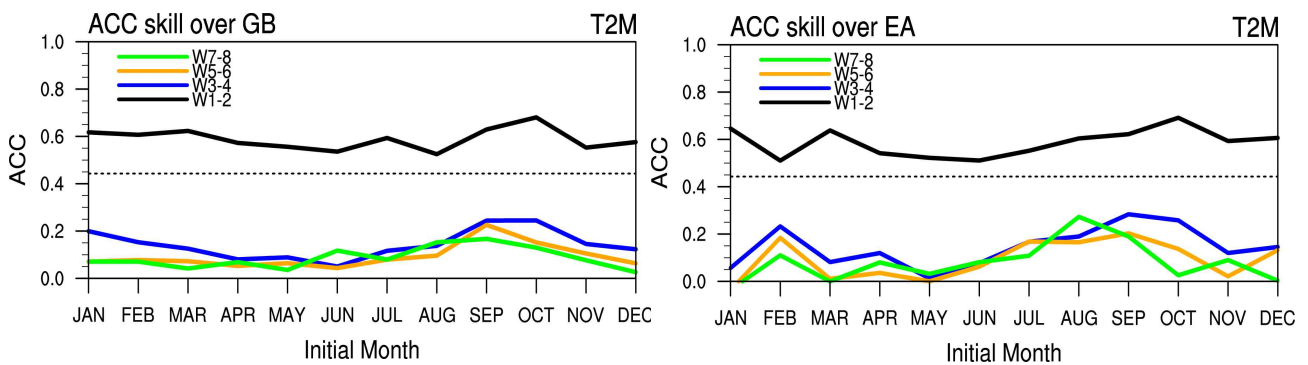 ACC skill over GB T2M
1.0
0.8
0.6
0.4
0.2
0.0
ACC
W7-8
W5-6
W3-4
W1-2
JAN FEB MAR APR MAY JUN JUL AUG SEP OCT NOV DEC
Initial Month
ACC skill over EA T2M
1.0
0.8
0.6
0.4
0.2
0.0
ACC
W7-8
W5-6
W3-4
W1-2
JAN FEB MAR APR MAY JUN JUL AUG SEP OCT NOV DEC
Initial Month